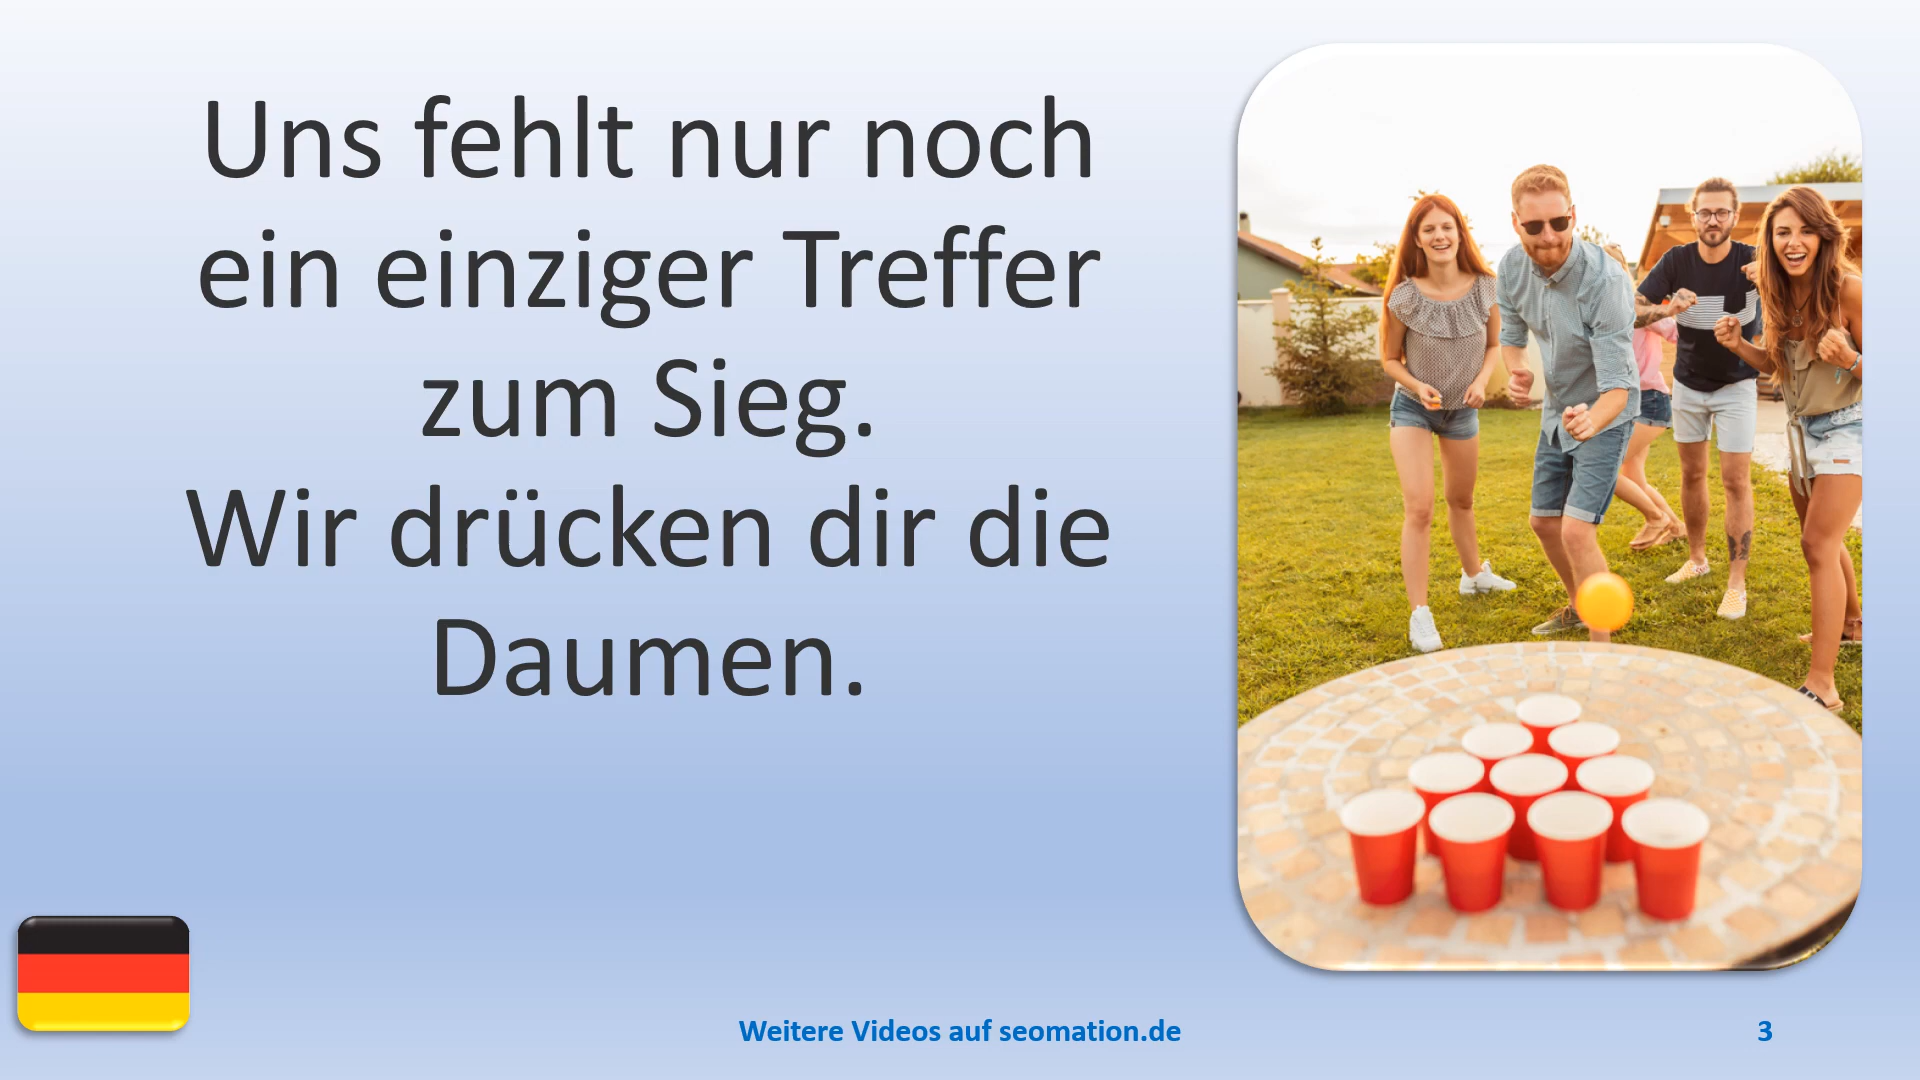 Uns fehlt nur noch
ein einziger Treffer
zum Sieg.
Wir drücken dir die
Daumen.
Weitere Videos auf seomation.de
3